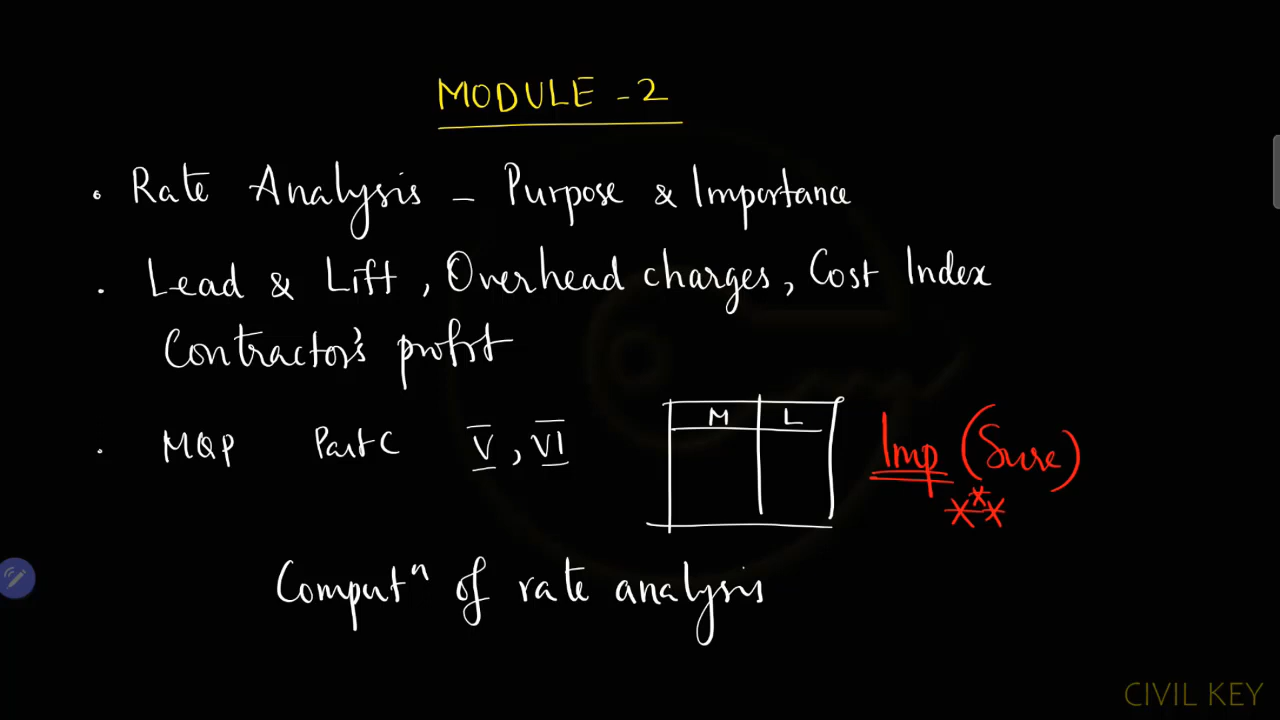 MODULE - 2
• Rate Analysis - Purpose & Importance
• Lead & Lift, Overhead charges, Cost Index
Contractor's profit
• MQP Part C V, VI M L Imp (Sure)
***
Computⁿ of rate analysis
CIVIL KEY